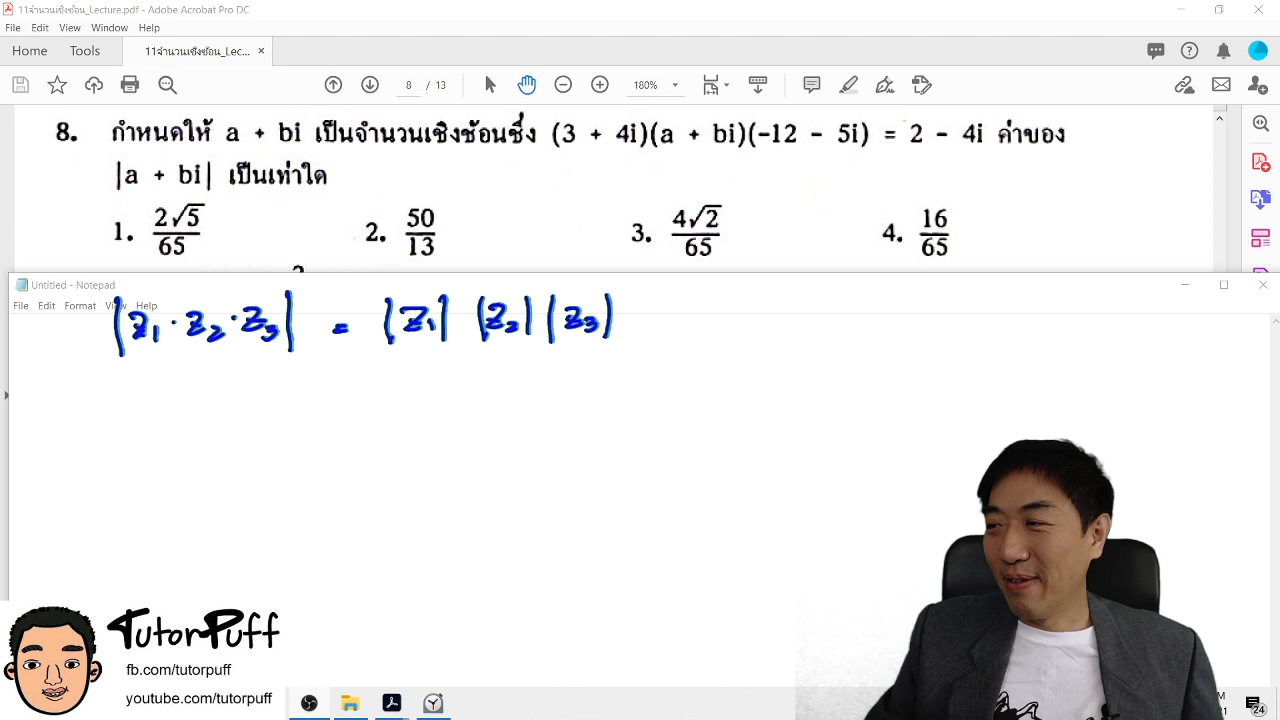 11จำนวนเชิงซ้อน_Lecture.pdf - Adobe Acrobat Pro DC
File Edit View Window Help
Home Tools 11จำนวนเชิงซ้อน_Lec... ×
8 / 13 180%
8. กำหนดให้ a + bi เป็นจำนวนเชิงซ้อนซึ่ง (3 + 4i)(a + bi)(-12 - 5i) = 2 - 4i ค่าของ
|a + bi| เป็นเท่าใด
1. 2√5/65 2. 50/13 3. 4√2/65 4. 16/65
Untitled - Notepad
File Edit Format View Help
|z₁ · z₂ · z₃| = |z₁| |z₂| |z₃|
TutorPuff
fb.com/tutorpuff
youtube.com/tutorpuff
24